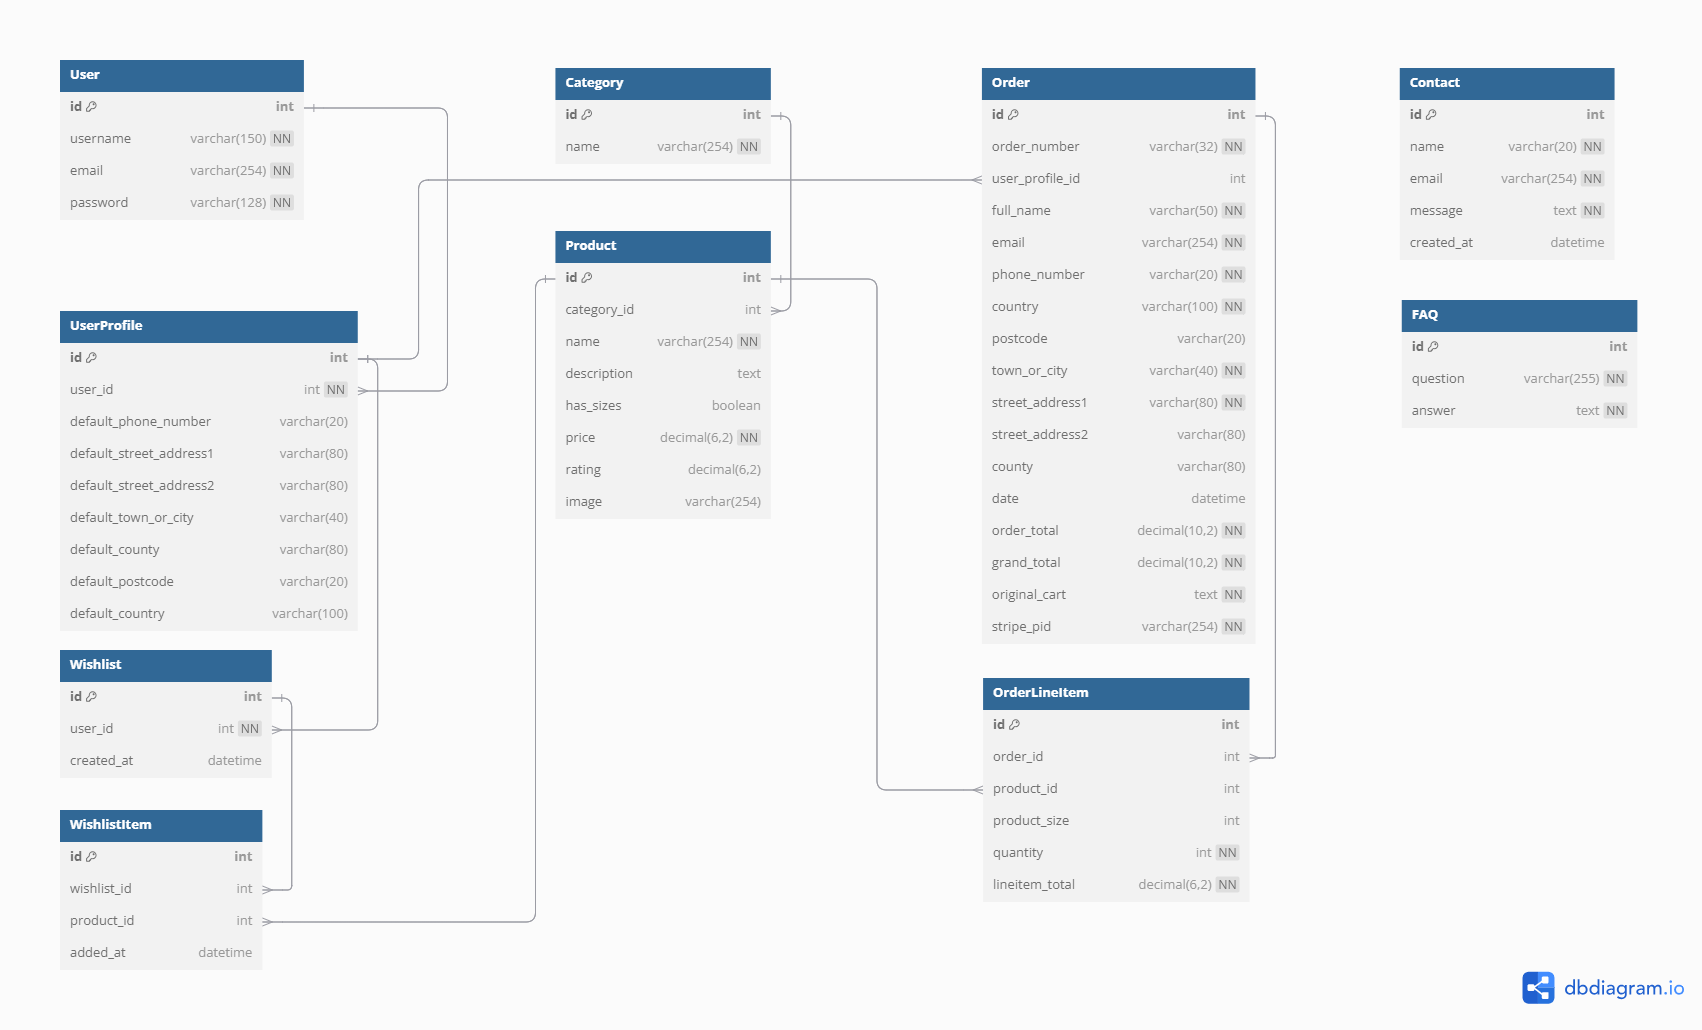 User
id int
username varchar(150) NN
email varchar(254) NN
password varchar(128) NN
UserProfile
id int
user_id int NN
default_phone_number varchar(20)
default_street_address1 varchar(80)
default_street_address2 varchar(80)
default_town_or_city varchar(40)
default_county varchar(80)
default_postcode varchar(20)
default_country varchar(100)
Wishlist
id int
user_id int NN
created_at datetime
WishlistItem
id int
wishlist_id int
product_id int
added_at datetime
Category
id int
name varchar(254) NN
Product
id int
category_id int
name varchar(254) NN
description text
has_sizes boolean
price decimal(6,2) NN
rating decimal(6,2)
image varchar(254)
Order
id int
order_number varchar(32) NN
user_profile_id int
full_name varchar(50) NN
email varchar(254) NN
phone_number varchar(20) NN
country varchar(100) NN
postcode varchar(20)
town_or_city varchar(40) NN
street_address1 varchar(80) NN
street_address2 varchar(80)
county varchar(80)
date datetime
order_total decimal(10,2) NN
grand_total decimal(10,2) NN
original_cart text NN
stripe_pid varchar(254) NN
OrderLineItem
id int
order_id int
product_id int
product_size int
quantity int NN
lineitem_total decimal(6,2) NN
Contact
id int
name varchar(20) NN
email varchar(254) NN
message text NN
created_at datetime
FAQ
id int
question varchar(255) NN
answer text NN
dbdiagram.io